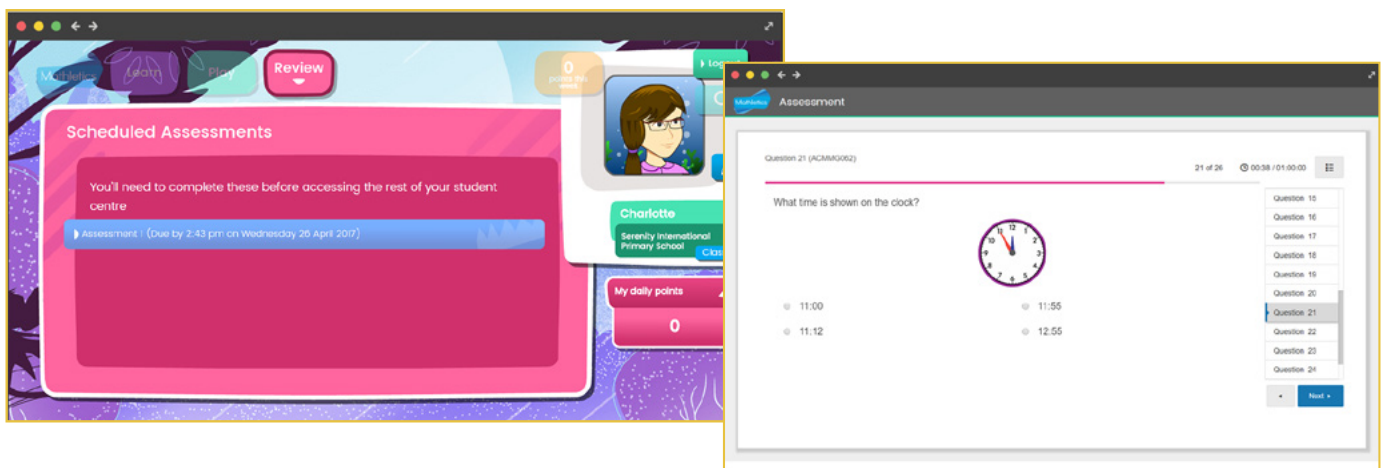 Mathletics
Learn
Play
Review
0
points this
week
Scheduled Assessments
You'll need to complete these before accessing the rest of your student
centre
Assessment 1 (Due by 2:43 pm on Wednesday 26 April 2017)
Charlotte
Serenity International
Primary School
My daily points
0
Mathletics
Assessment
Question 21 (ACMMG062)
21 of 26
00:38 / 01:00:00
What time is shown on the clock?
11:00
11:55
11:12
12:55
Question 15
Question 16
Question 17
Question 18
Question 19
Question 20
Question 21
Question 22
Question 23
Question 24
Next